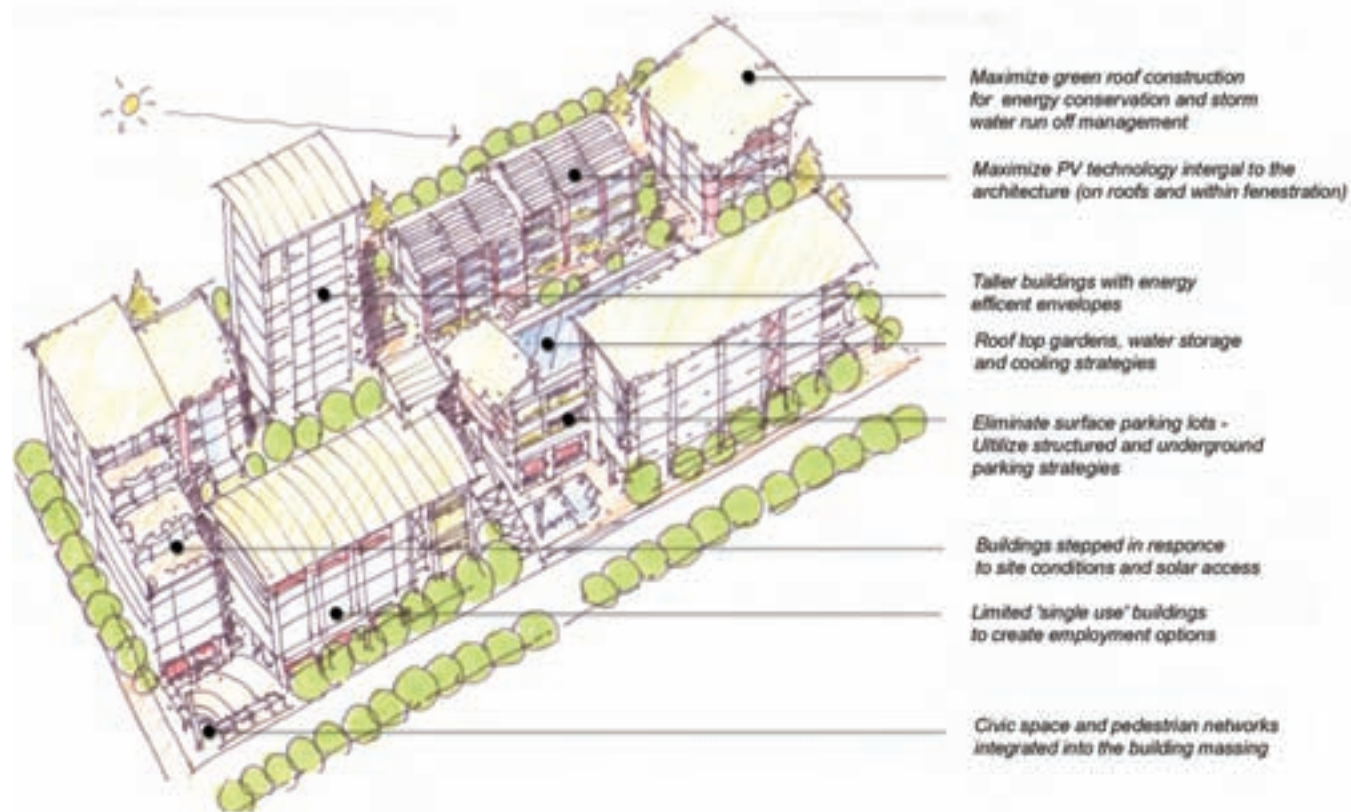 Maximize green roof construction
for energy conservation and storm
water run off management
Maximize PV technology intergal to the
architecture (on roofs and within fenestration)
Taller buildings with energy
efficent envelopes
Roof top gardens, water storage
and cooling strategies
Eliminate surface parking lots -
Ultilize structured and underground
parking strategies
Buildings stepped in responce
to site conditions and solar access
Limited 'single use' buildings
to create employment options
Civic space and pedestrian networks
integrated into the building massing